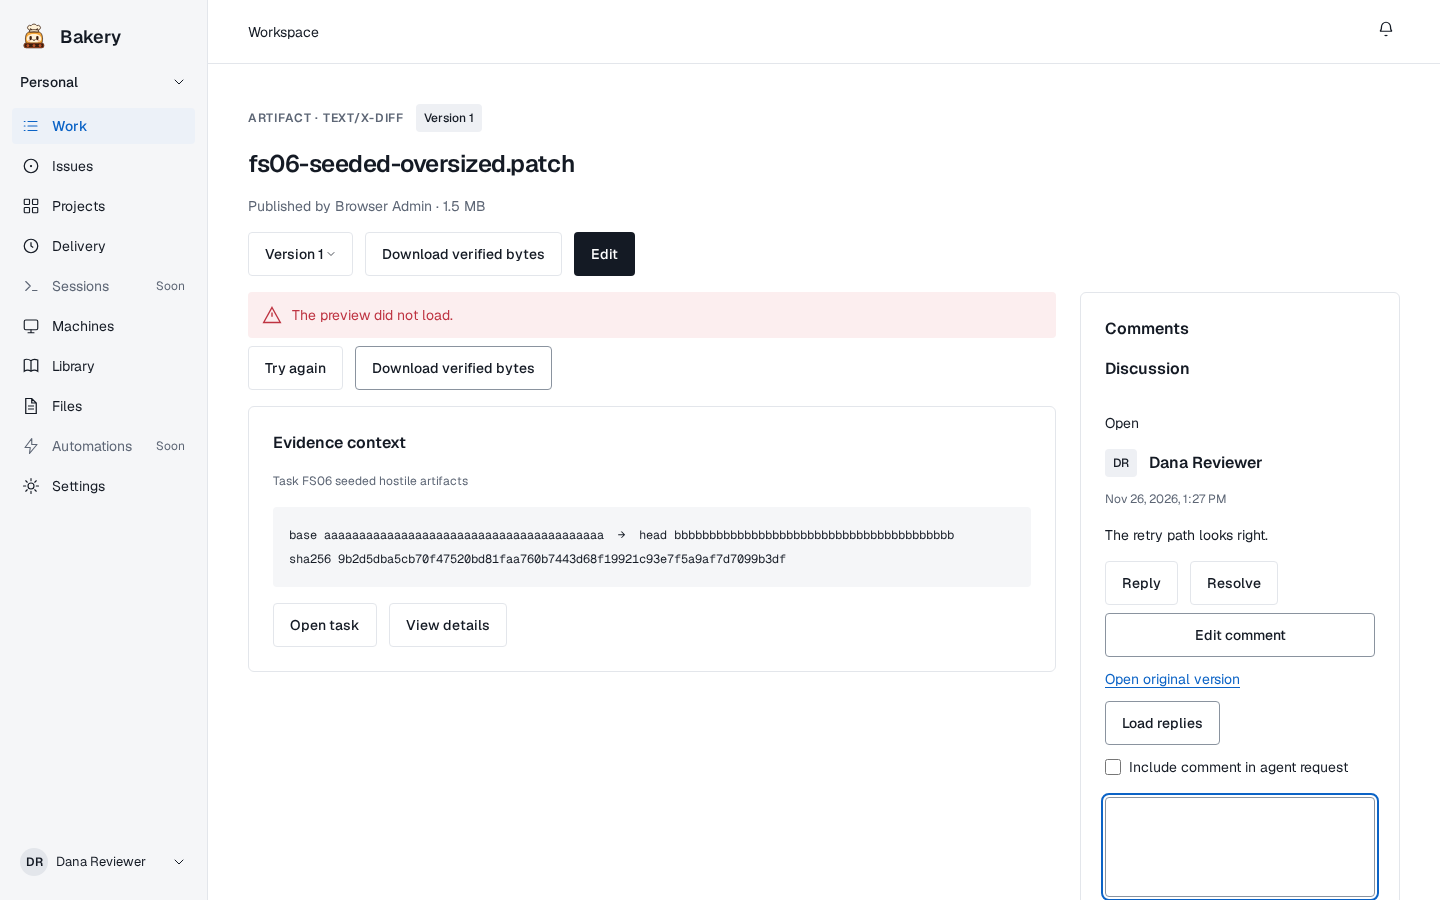 Bakery
Personal
Work
Issues
Projects
Delivery
Sessions Soon
Machines
Library
Files
Automations Soon
Settings
DR Dana Reviewer
Workspace
ARTIFACT · TEXT/X-DIFF Version 1
fs06-seeded-oversized.patch
Published by Browser Admin · 1.5 MB
Version 1 Download verified bytes Edit
The preview did not load.
Try again Download verified bytes
Evidence context
Task FS06 seeded hostile artifacts
base aaaaaaaaaaaaaaaaaaaaaaaaaaaaaaaaaaaaaaaa → head bbbbbbbbbbbbbbbbbbbbbbbbbbbbbbbbbbbbbbbb
sha256 9b2d5dba5cb70f47520bd81faa760b7443d68f19921c93e7f5a9af7d7099b3df
Open task View details
Comments
Discussion
Open
DR Dana Reviewer
Nov 26, 2026, 1:27 PM
The retry path looks right.
Reply Resolve
Edit comment
Open original version
Load replies
Include comment in agent request